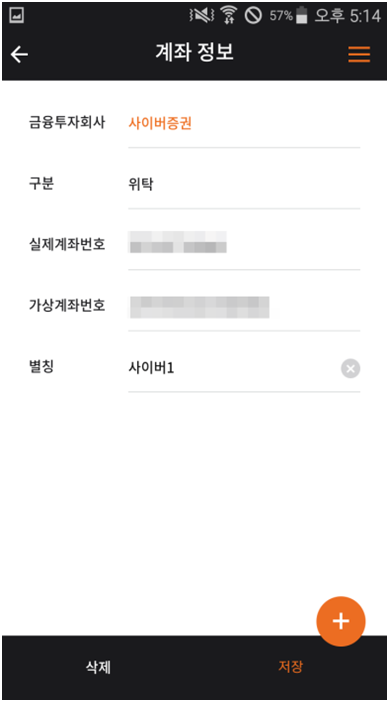 57% 오후 5:14
계좌 정보
금융투자회사 사이버증권
구분 위탁
실제계좌번호
가상계좌번호
별칭 사이버1
삭제 저장